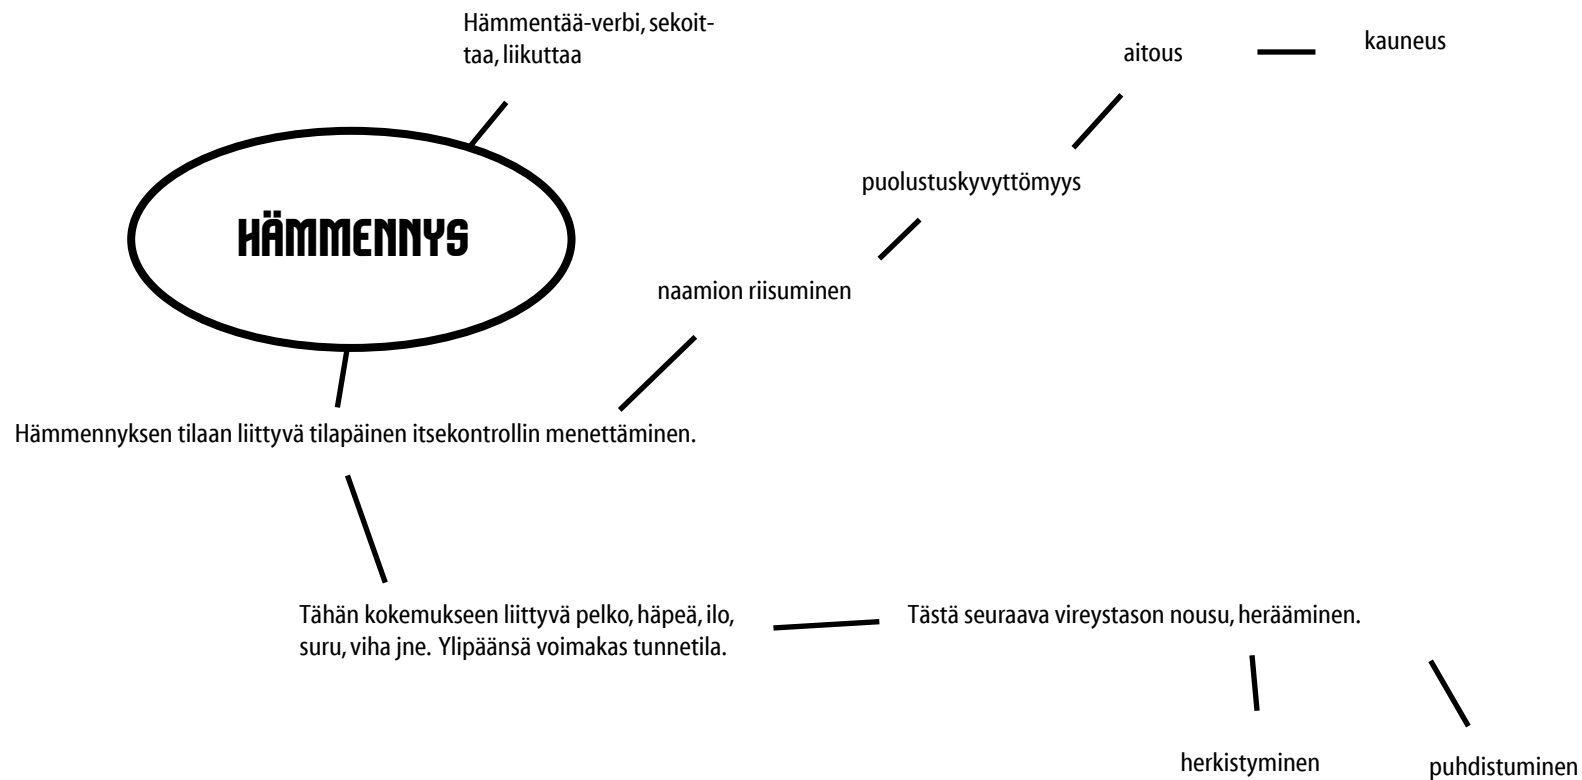 Hämmentää-verbi, sekoit-
taa, liikuttaa
aitous
kauneus
HÄMMENNYS
puolustuskyvyttömyys
naamion riisuminen
Hämmennyksen tilaan liittyvä tilapäinen itsekontrollin menettäminen.
Tähän kokemukseen liittyvä pelko, häpeä, ilo,
suru, viha jne. Ylipäänsä voimakas tunnetila.
Tästä seuraava vireystason nousu, herääminen.
herkistyminen
puhdistuminen